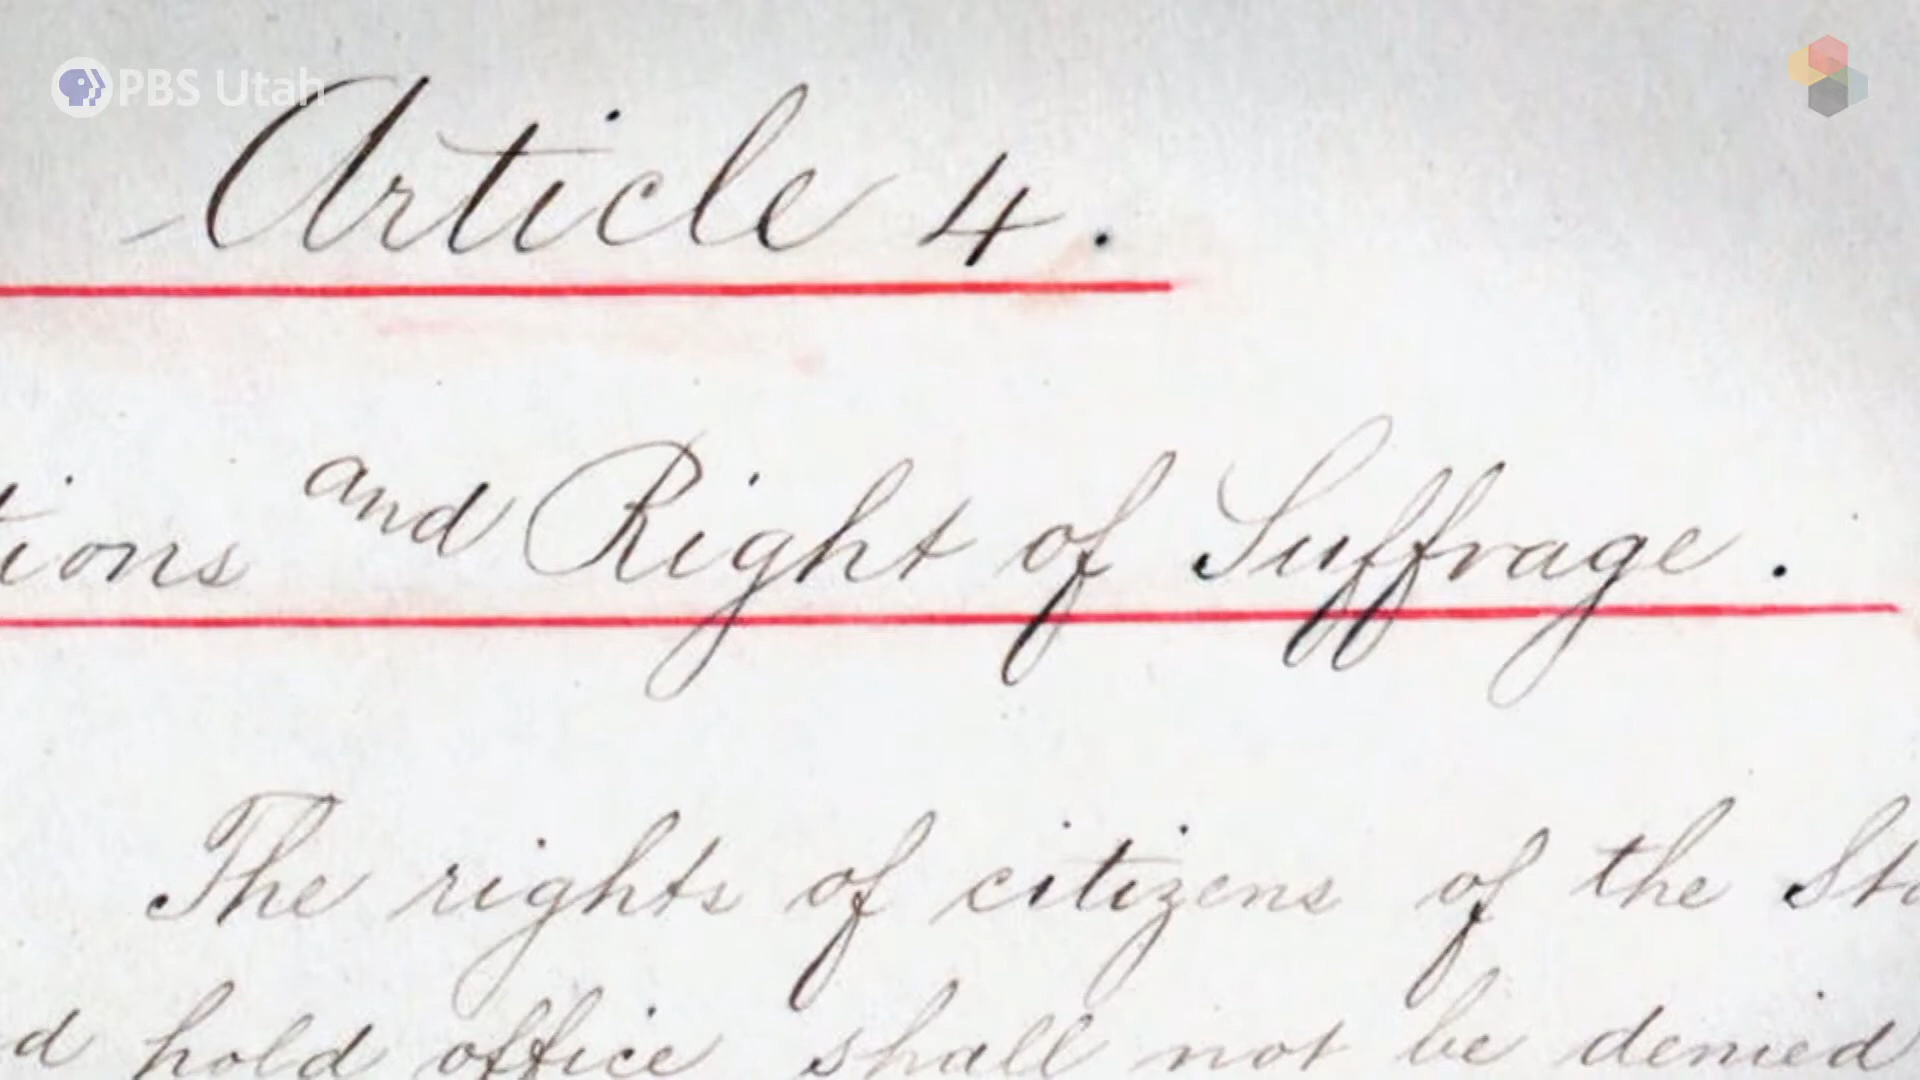 PBS Utah
Article 4.
tions and Right of Suffrage.
The rights of citizens of the Sta
d hold office shall not be denied